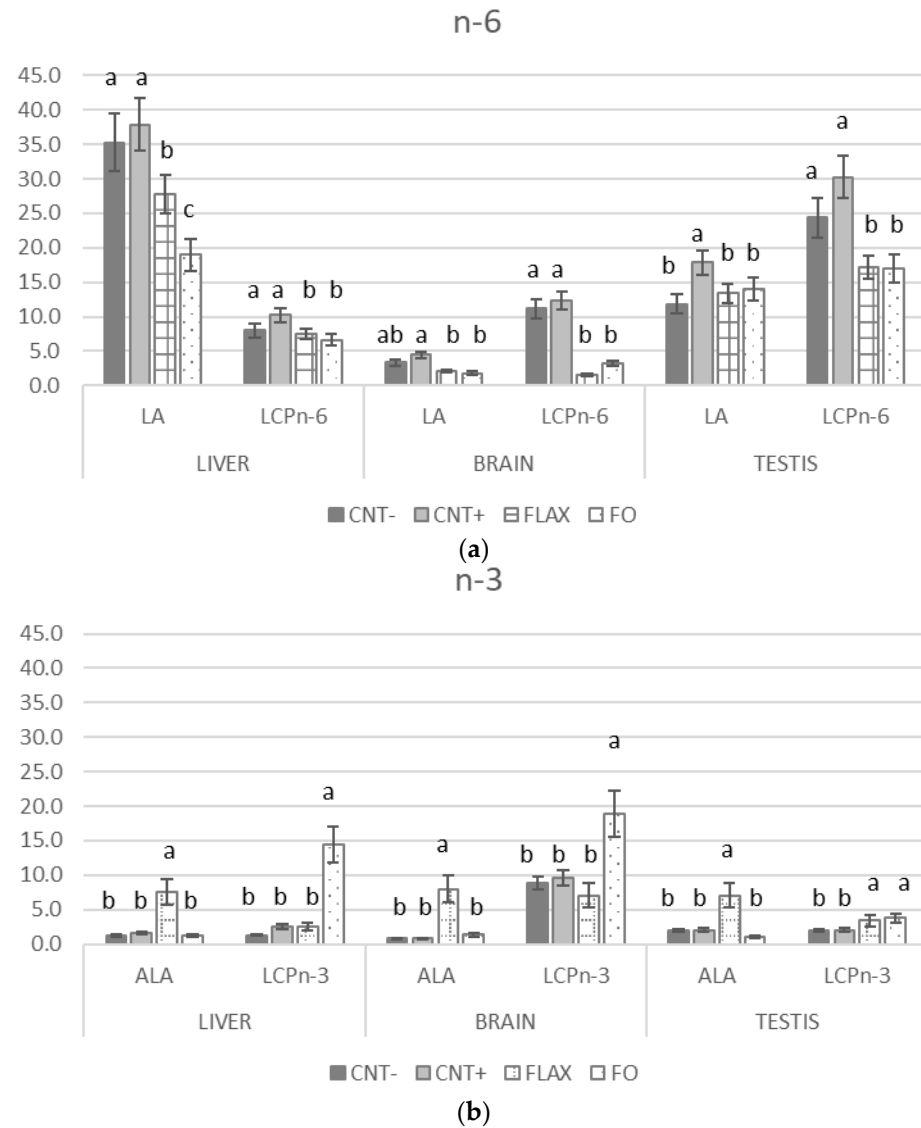 n-6
45.0
40.0
35.0
30.0
25.0
20.0
15.0
10.0
5.0
0.0
a a b c a a b b ab a b b a a b b b a b b a a b b
LA LCPn-6 LA LCPn-6 LA LCPn-6
LIVER BRAIN TESTIS
CNT- CNT+ FLAX FO
(a)
n-3
45.0
40.0
35.0
30.0
25.0
20.0
15.0
10.0
5.0
0.0
b b a b b b b a b b a b b b b a b b a b b b a a
ALA LCPn-3 ALA LCPn-3 ALA LCPn-3
LIVER BRAIN TESTIS
CNT- CNT+ FLAX FO
(b)